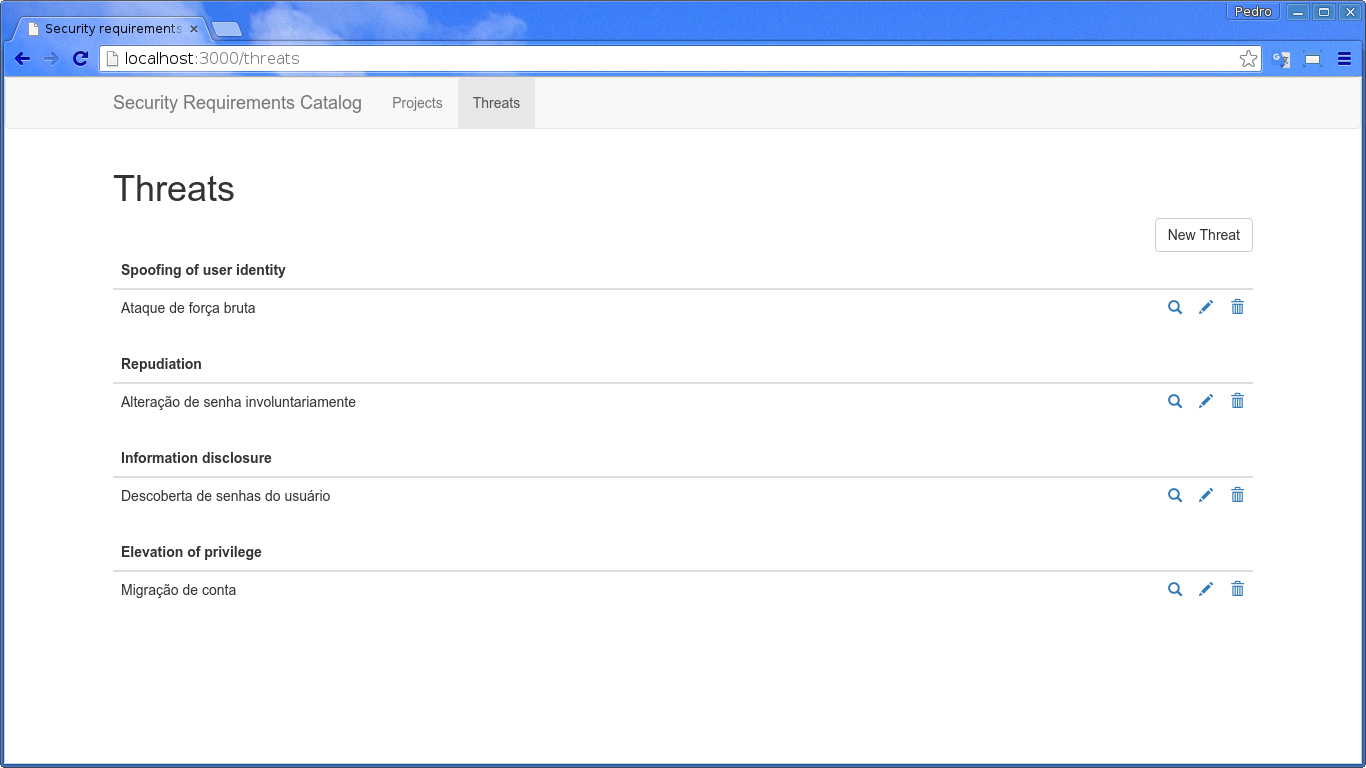 Pedro
Security requirements
localhost:3000/threats
Security Requirements Catalog Projects Threats
Threats
New Threat
Spoofing of user identity
Ataque de força bruta
Repudiation
Alteração de senha involuntariamente
Information disclosure
Descoberta de senhas do usuário
Elevation of privilege
Migração de conta